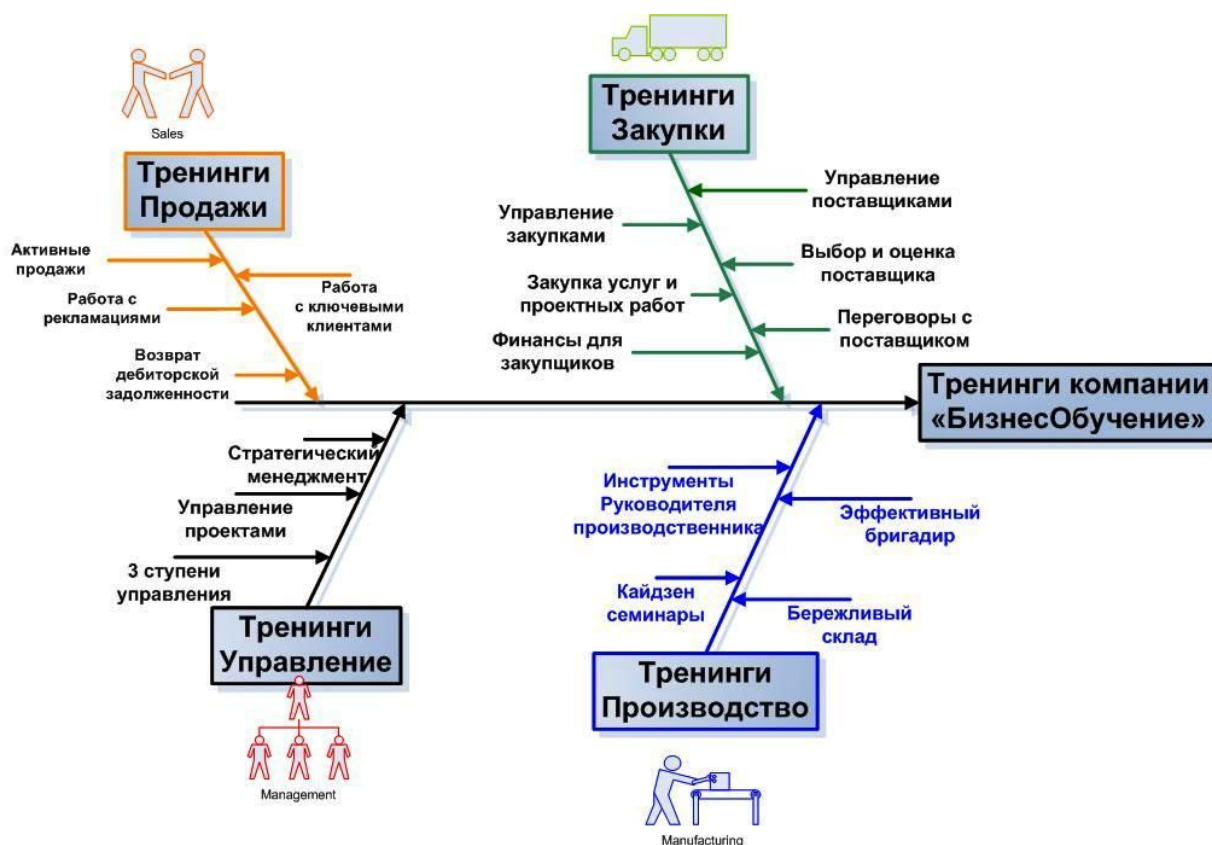 Sales
Тренинги
Продажи
Активные
продажи
Работа
с ключевыми
клиентами
Работа с
рекламациями
Возврат
дебиторской
задолженности
Тренинги
Закупки
Управление
поставщиками
Управление
закупками
Выбор и оценка
поставщика
Закупка услуг и
проектных работ
Переговоры с
поставщиком
Финансы для
закупщиков
Тренинги компании
«БизнесОбучение»
Стратегический
менеджмент
Управление
проектами
3 ступени
управления
Тренинги
Управление
Management
Инструменты
Руководителя
производственника
Эффективный
бригадир
Кайдзен
семинары
Бережливый
склад
Тренинги
Производство
Manufacturing